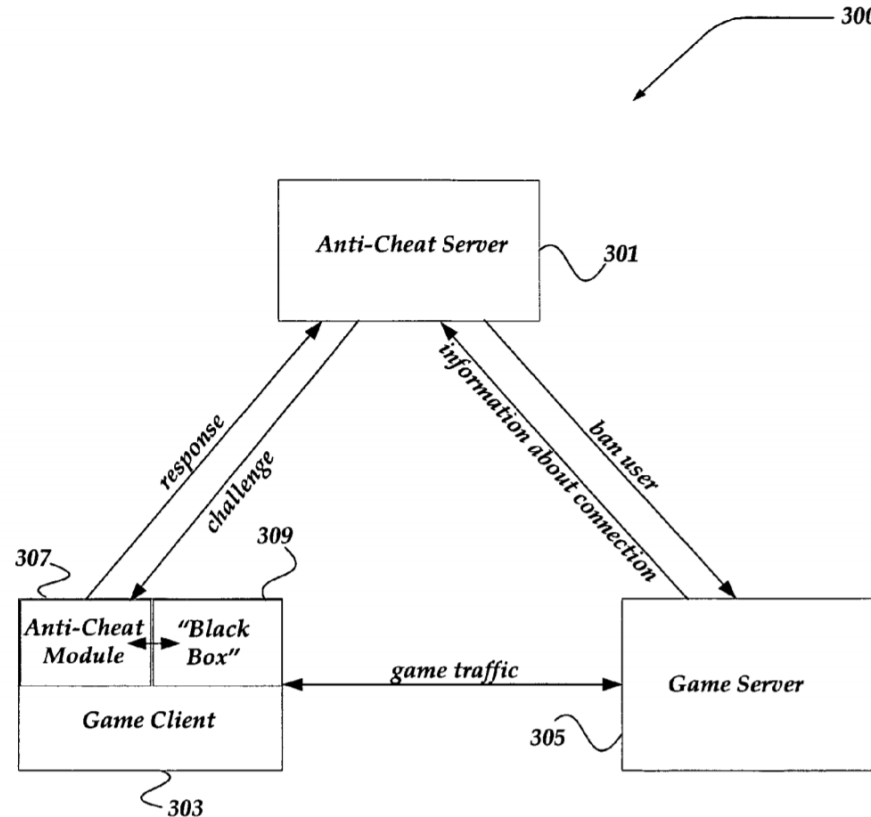 300
Anti-Cheat Server
301
response
challenge
information about connection
ban user
307
309
Anti-Cheat
Module
"Black
Box"
game traffic
Game Client
Game Server
305
303